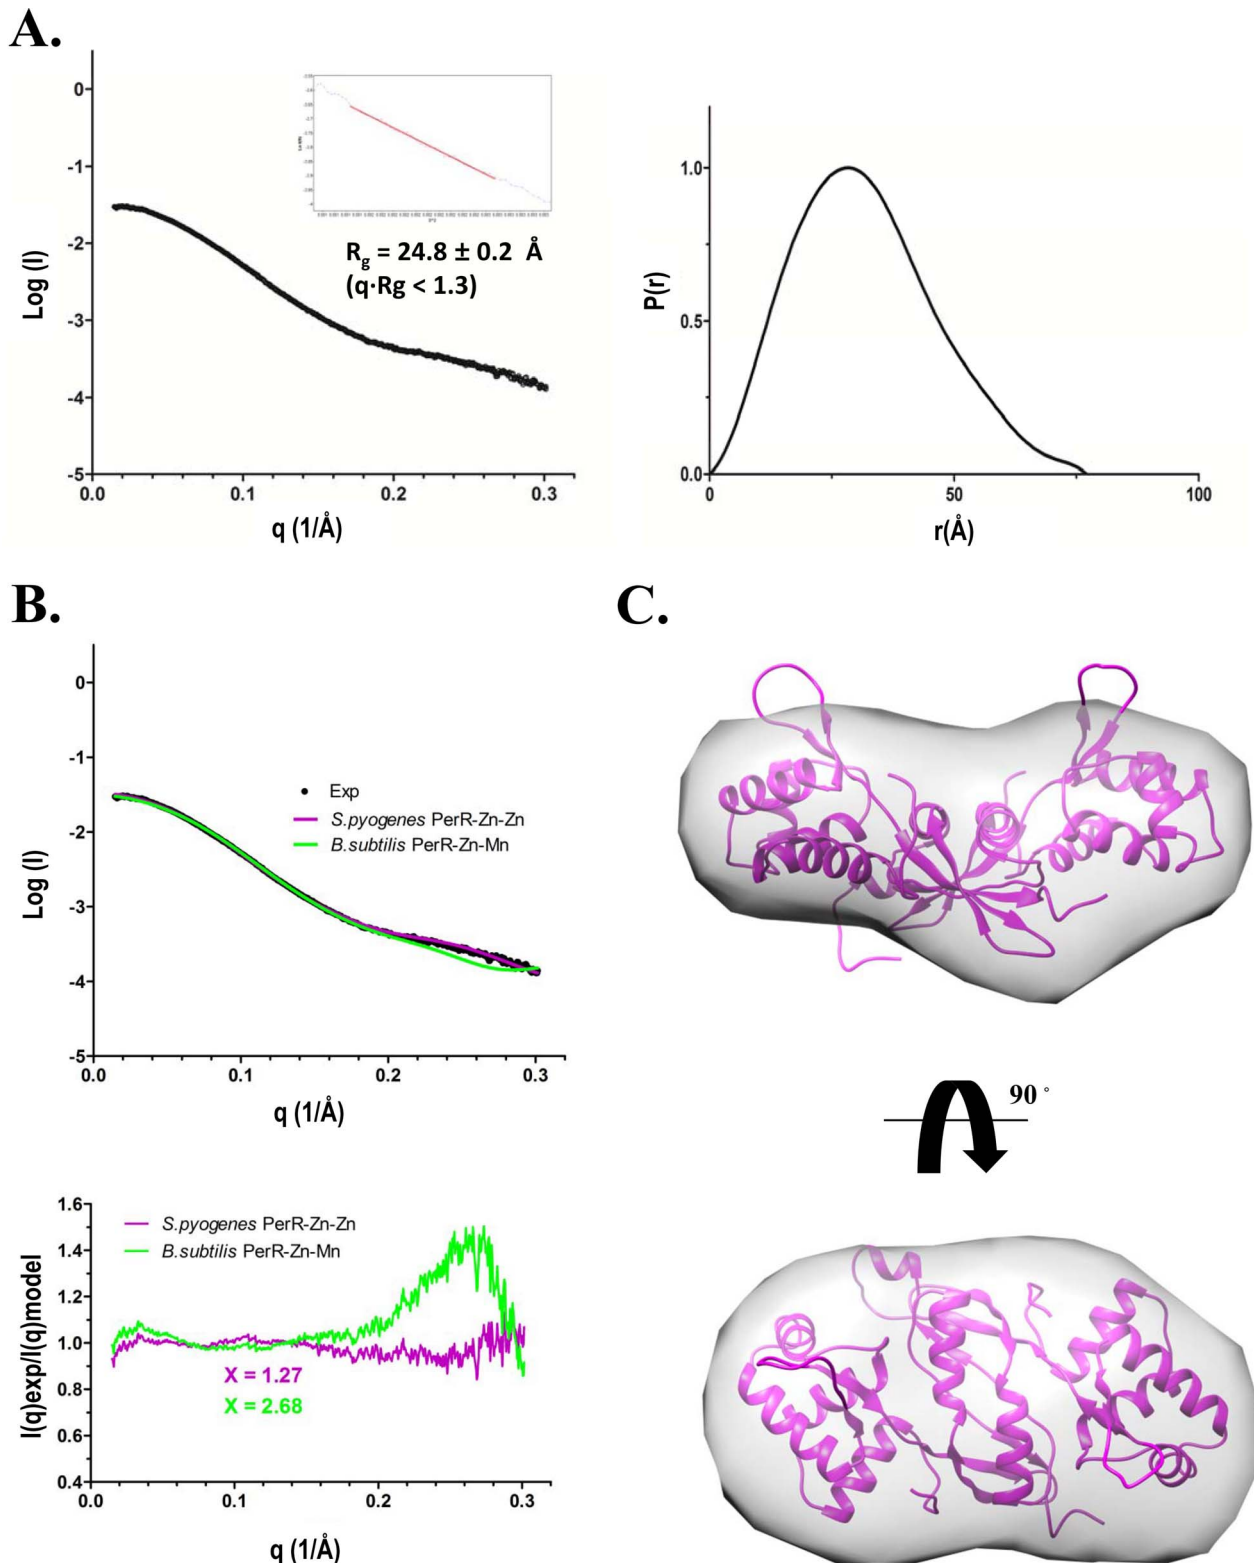 A.
0
-1
-2
-3
-4
-5
0.0
0.1
0.2
0.3
Log (I)
q (1/Å)
R_g = 24.8 ± 0.2 Å
(q·Rg < 1.3)
1.0
0.5
0.0
0
50
100
P(r)
r(Å)
B.
0
-1
-2
-3
-4
-5
0.0
0.1
0.2
0.3
Log (I)
q (1/Å)
Exp
S.pyogenes PerR-Zn-Zn
B.subtilis PerR-Zn-Mn
1.6
1.4
1.2
1.0
0.8
0.6
0.4
0.0
0.1
0.2
0.3
I(q)exp/I(q)model
q (1/Å)
S.pyogenes PerR-Zn-Zn
B.subtilis PerR-Zn-Mn
X = 1.27
X = 2.68
C.
90 °